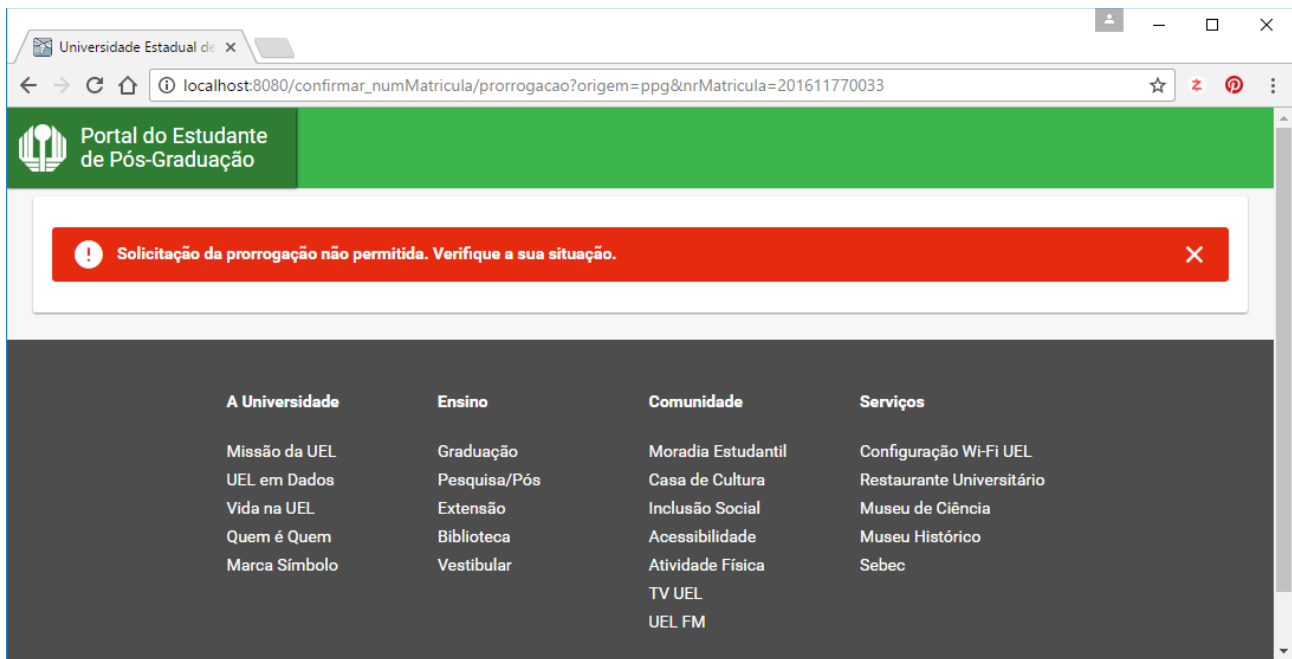 Universidade Estadual de
localhost:8080/confirmar_numMatricula/prorrogacao?origem=ppg&nrMatricula=201611770033
Portal do Estudante
de Pós-Graduação
Solicitação da prorrogação não permitida. Verifique a sua situação.
A Universidade
Missão da UEL
UEL em Dados
Vida na UEL
Quem é Quem
Marca Símbolo
Ensino
Graduação
Pesquisa/Pós
Extensão
Biblioteca
Vestibular
Comunidade
Moradia Estudantil
Casa de Cultura
Inclusão Social
Acessibilidade
Atividade Física
TV UEL
UEL FM
Serviços
Configuração Wi-Fi UEL
Restaurante Universitário
Museu de Ciência
Museu Histórico
Sebec